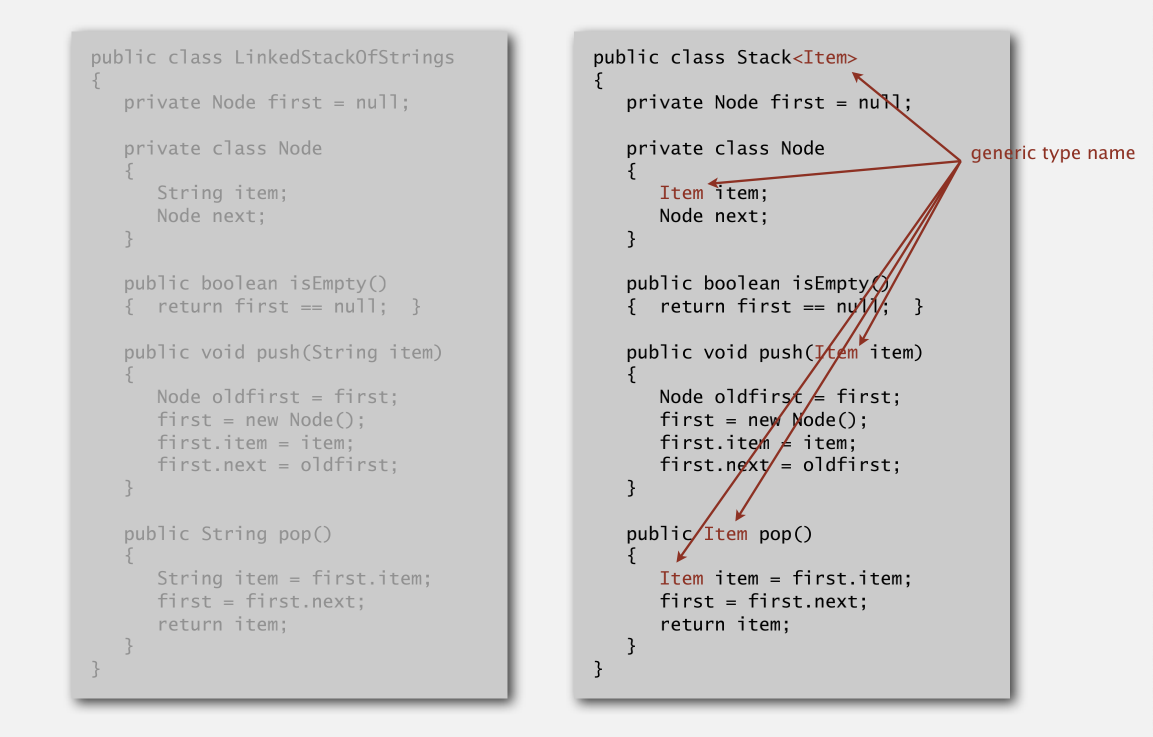 public class LinkedStackOfStrings
{
private Node first = null;
private class Node
{
String item;
Node next;
}
public boolean isEmpty()
{  return first == null;  }
public void push(String item)
{
Node oldfirst = first;
first = new Node();
first.item = item;
first.next = oldfirst;
}
public String pop()
{
String item = first.item;
first = first.next;
return item;
}
}
public class Stack<Item>
{
private Node first = null;
private class Node
{
Item item;
Node next;
}
public boolean isEmpty()
{  return first == null;  }
public void push(Item item)
{
Node oldfirst = first;
first = new Node();
first.item = item;
first.next = oldfirst;
}
public Item pop()
{
Item item = first.item;
first = first.next;
return item;
}
}
generic type name